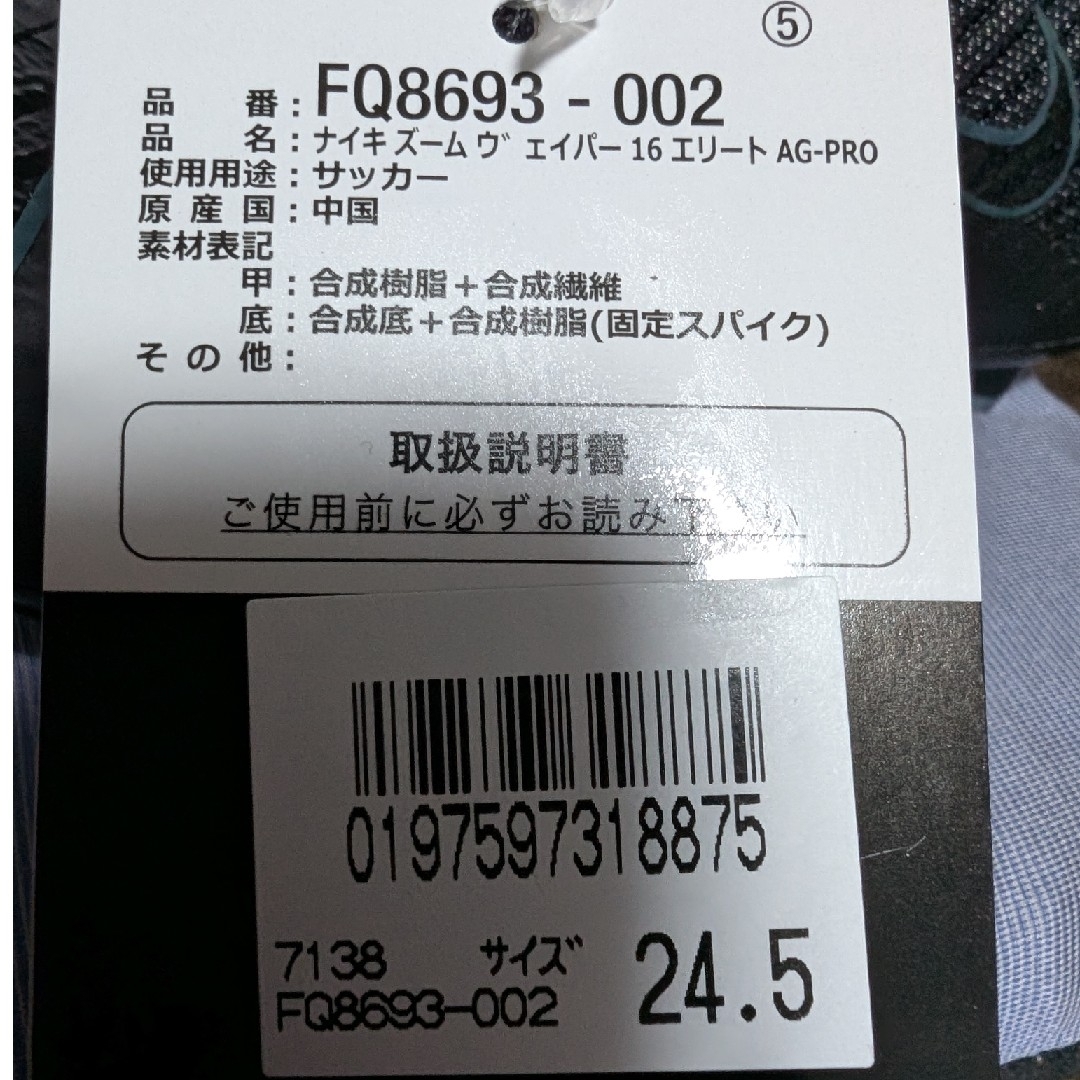 ⑤
品 番：FQ8693 - 002
品 名：ナイキ ズーム ヴェイパー 16 エリート AG-PRO
使用用途：サッカー
原 産 国：中国
素材表記
甲：合成樹脂＋合成繊維
底：合成底＋合成樹脂(固定スパイク)
そ の 他：
取扱説明書
ご使用前に必ずお読み下さい
0197597318875
7138 サイズ 24.5
FQ8693-002